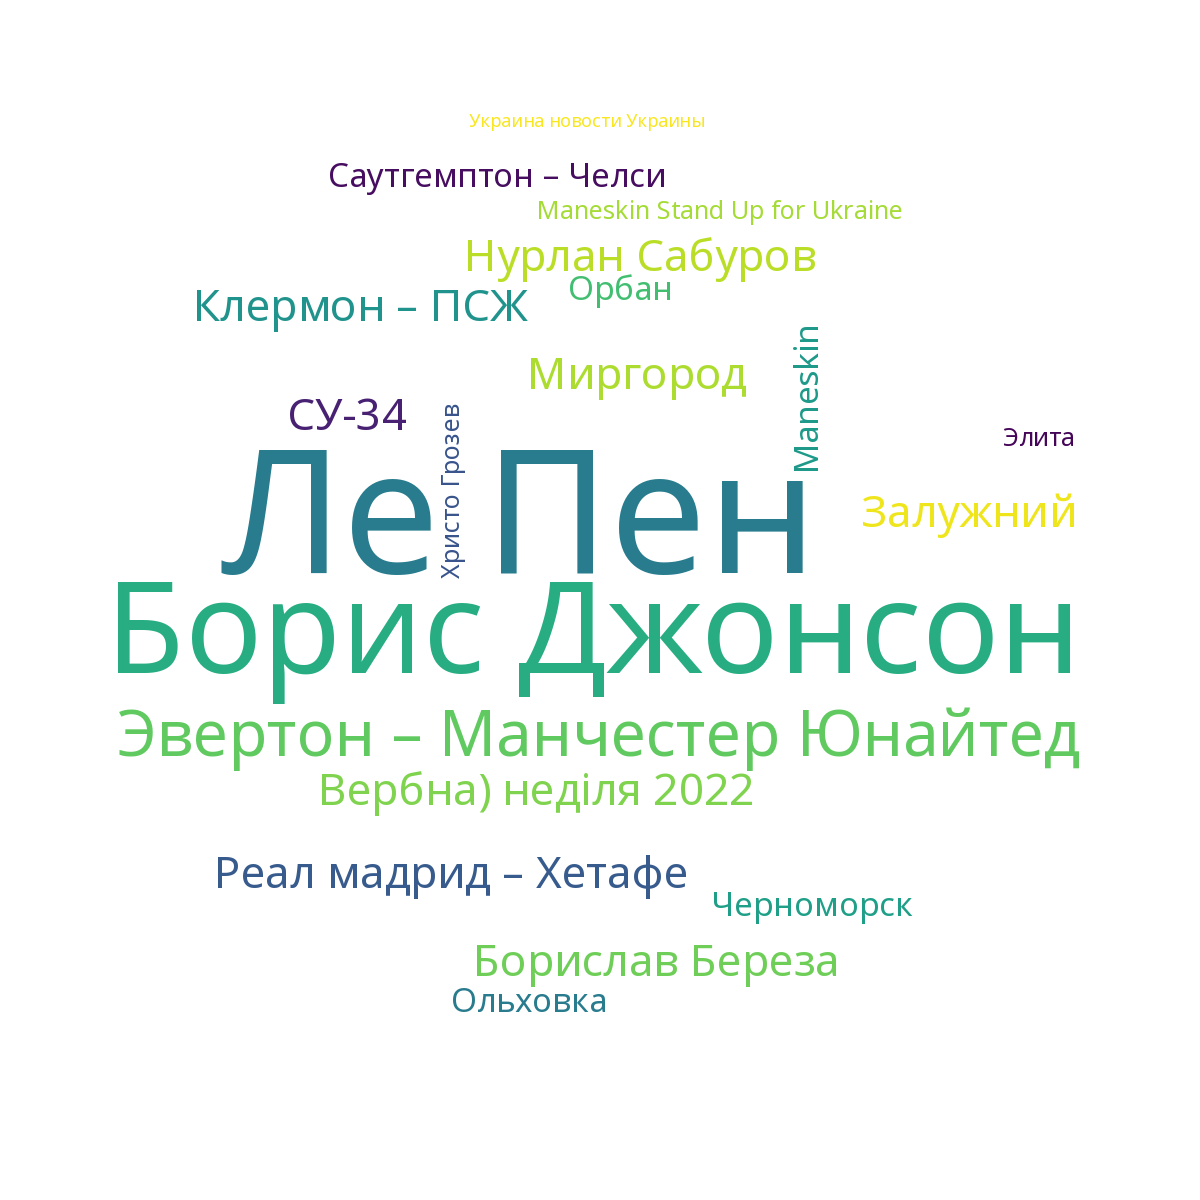 Украина новости Украины
Саутгемптон – Челси
Maneskin Stand Up for Ukraine
Нурлан Сабуров
Орбан
Клермон – ПСЖ
Maneskin
Миргород
СУ-34
Христо Грозев
Элита
Ле Пен
Залужний
Борис Джонсон
Эвертон – Манчестер Юнайтед
Вербна) неділя 2022
Реал мадрид – Хетафе
Черноморск
Борислав Береза
Ольховка